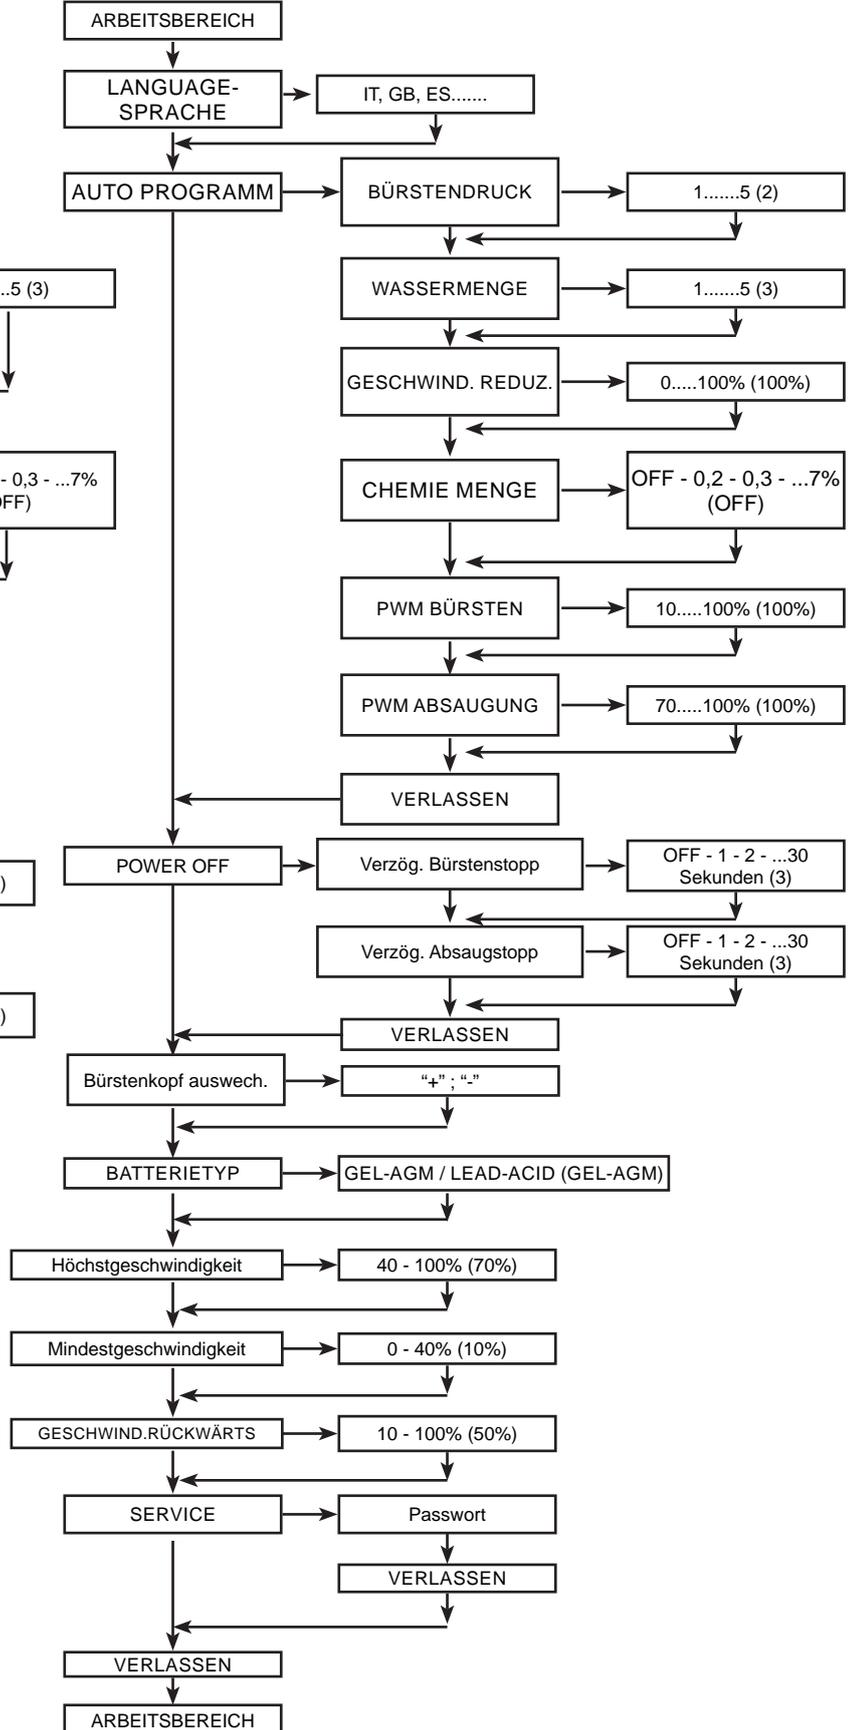 ARBEITSBEREICH
LANGUAGE-
SPRACHE
IT, GB, ES.......
AUTO PROGRAMM
BÜRSTENDRUCK
1.......5 (2)
..5 (3)
WASSERMENGE
1.......5 (3)
GESCHWIND. REDUZ.
0.....100% (100%)
- 0,3 - ...7%
OFF)
CHEMIE MENGE
OFF - 0,2 - 0,3 - ...7%
(OFF)
PWM BÜRSTEN
10.....100% (100%)
PWM ABSAUGUNG
70.....100% (100%)
VERLASSEN
POWER OFF
Verzög. Bürstenstopp
OFF - 1 - 2 - ...30
Sekunden (3)
)
Verzög. Absaugstopp
OFF - 1 - 2 - ...30
Sekunden (3)
)
VERLASSEN
Bürstenkopf auswech.
“+” ; “-”
BATTERIETYP
GEL-AGM / LEAD-ACID (GEL-AGM)
Höchstgeschwindigkeit
40 - 100% (70%)
Mindestgeschwindigkeit
0 - 40% (10%)
GESCHWIND.RÜCKWÄRTS
10 - 100% (50%)
SERVICE
Passwort
VERLASSEN
VERLASSEN
ARBEITSBEREICH